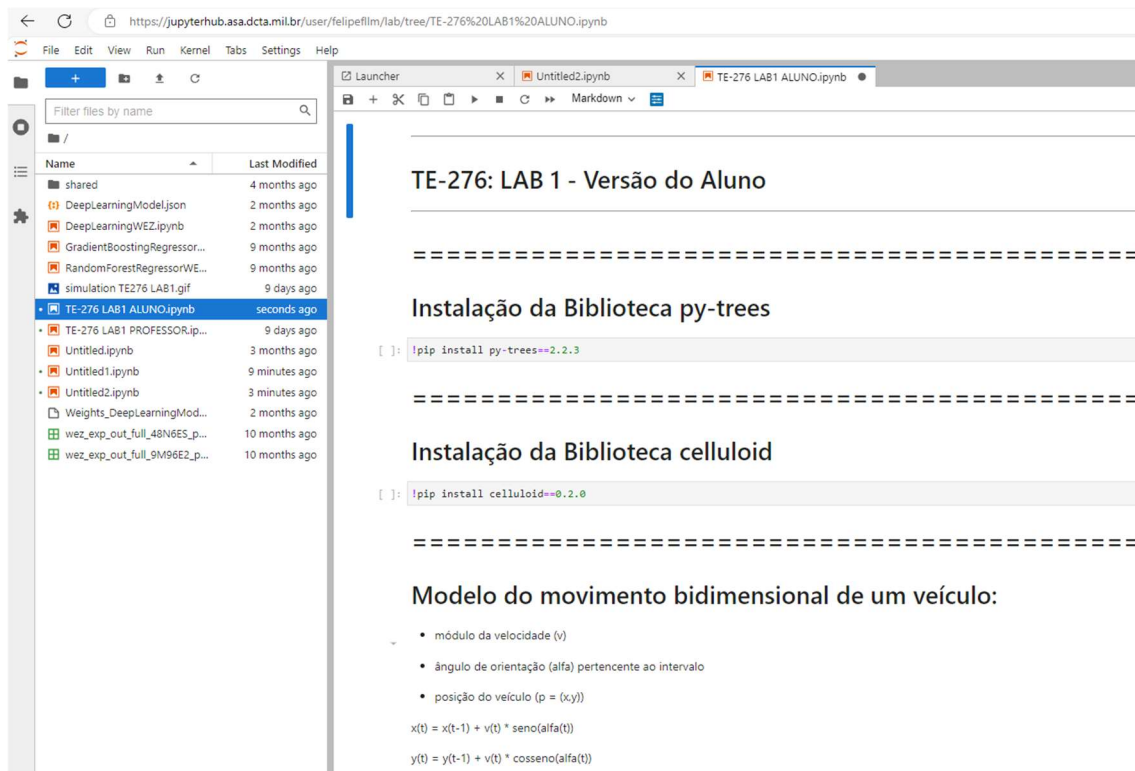 https://jupyterhub.asa.dcta.mil.br/user/felipefllm/lab/tree/TE-276%20LAB1%20ALUNO.ipynb
File Edit View Run Kernel Tabs Settings Help
Filter files by name
/
Name Last Modified
shared 4 months ago
DeepLearningModel.json 2 months ago
DeepLearningWEZ.ipynb 2 months ago
GradientBoostingRegressor... 9 months ago
RandomForestRegressorWE... 9 months ago
simulation TE276 LAB1.gif 9 days ago
TE-276 LAB1 ALUNO.ipynb seconds ago
TE-276 LAB1 PROFESSOR.ip... 9 days ago
Untitled.ipynb 3 months ago
Untitled1.ipynb 9 minutes ago
Untitled2.ipynb 3 minutes ago
Weights_DeepLearningMod... 2 months ago
wez_exp_out_full_48N6ES_p... 10 months ago
wez_exp_out_full_9M96E2_p... 10 months ago
Launcher Untitled2.ipynb TE-276 LAB1 ALUNO.ipynb
Markdown
TE-276: LAB 1 - Versão do Aluno
===========================================
Instalação da Biblioteca py-trees
[ ]: !pip install py-trees==2.2.3
===========================================
Instalação da Biblioteca celluloid
[ ]: !pip install celluloid==0.2.0
===========================================
Modelo do movimento bidimensional de um veículo:
• módulo da velocidade (v)
• ângulo de orientação (alfa) pertencente ao intervalo
• posição do veículo (p = (x,y))
x(t) = x(t-1) + v(t) * seno(alfa(t))
y(t) = y(t-1) + v(t) * cosseno(alfa(t))